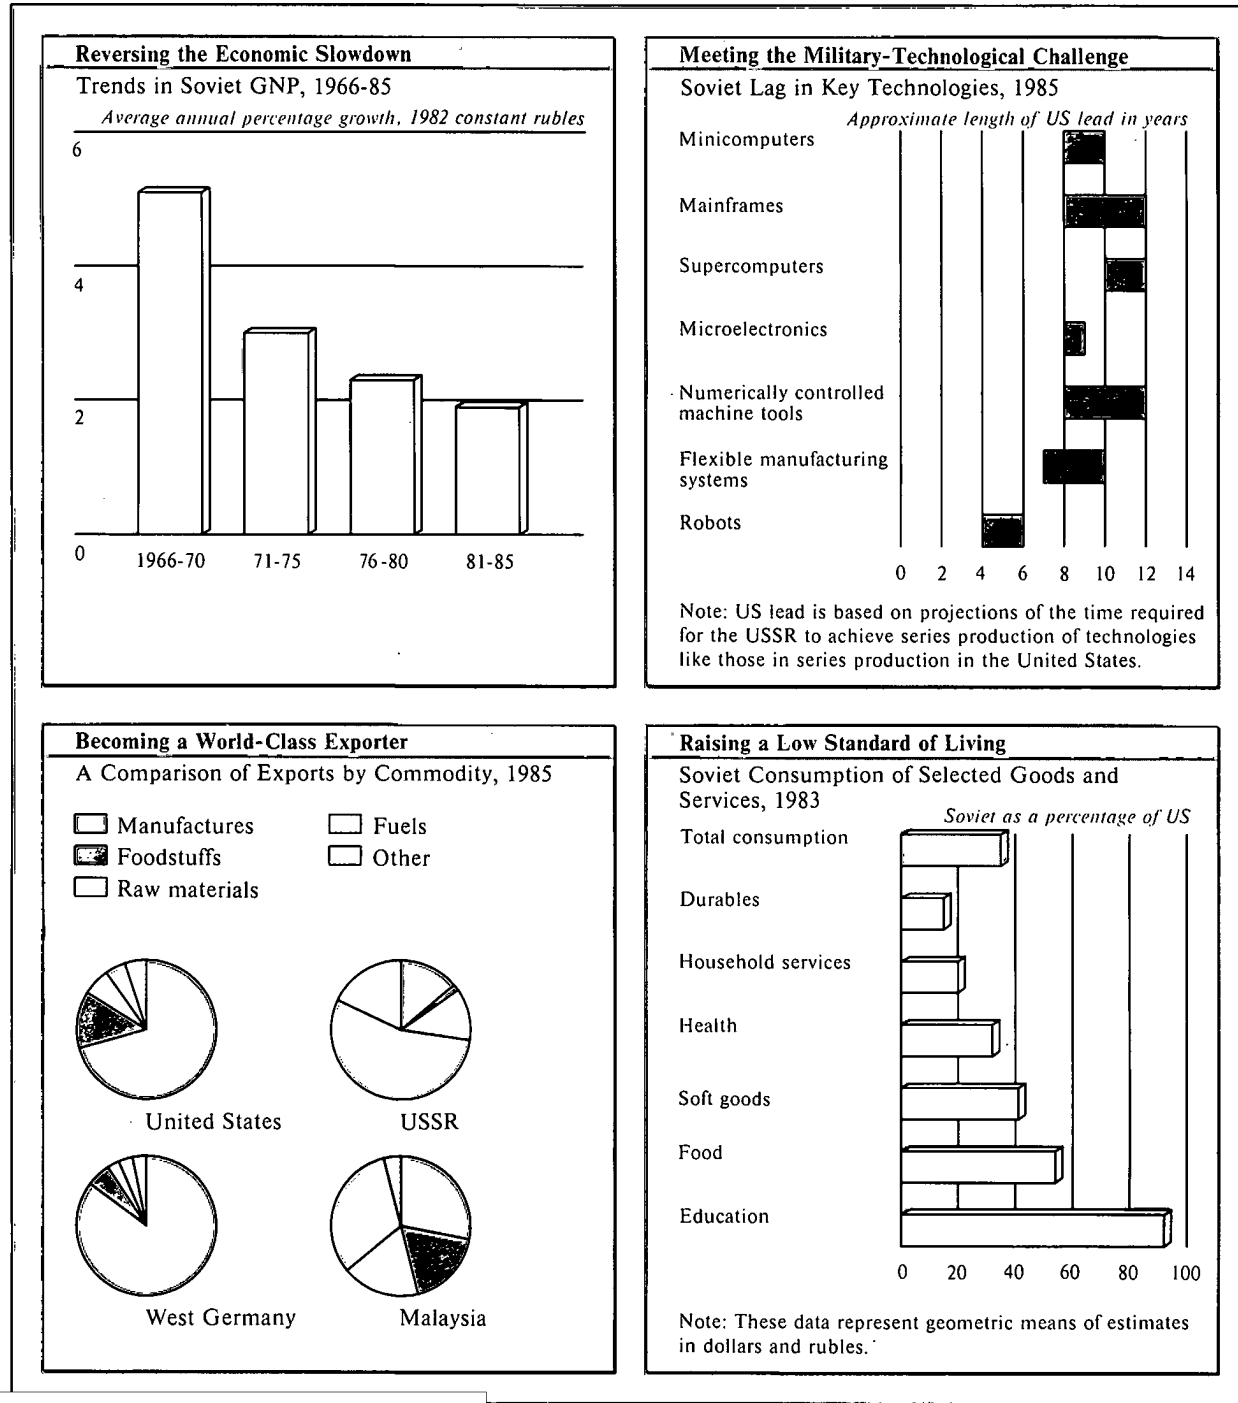 Reversing the Economic Slowdown
Trends in Soviet GNP, 1966-85
Average annual percentage growth, 1982 constant rubles
6
4
2
0
1966-70 71-75 76-80 81-85
Meeting the Military-Technological Challenge
Soviet Lag in Key Technologies, 1985
Approximate length of US lead in years
Minicomputers
Mainframes
Supercomputers
Microelectronics
Numerically controlled
machine tools
Flexible manufacturing
systems
Robots
0 2 4 6 8 10 12 14
Note: US lead is based on projections of the time required
for the USSR to achieve series production of technologies
like those in series production in the United States.
Becoming a World-Class Exporter
A Comparison of Exports by Commodity, 1985
Manufactures Fuels
Foodstuffs Other
Raw materials
United States USSR
West Germany Malaysia
Raising a Low Standard of Living
Soviet Consumption of Selected Goods and
Services, 1983
Soviet as a percentage of US
Total consumption
Durables
Household services
Health
Soft goods
Food
Education
0 20 40 60 80 100
Note: These data represent geometric means of estimates
in dollars and rubles.